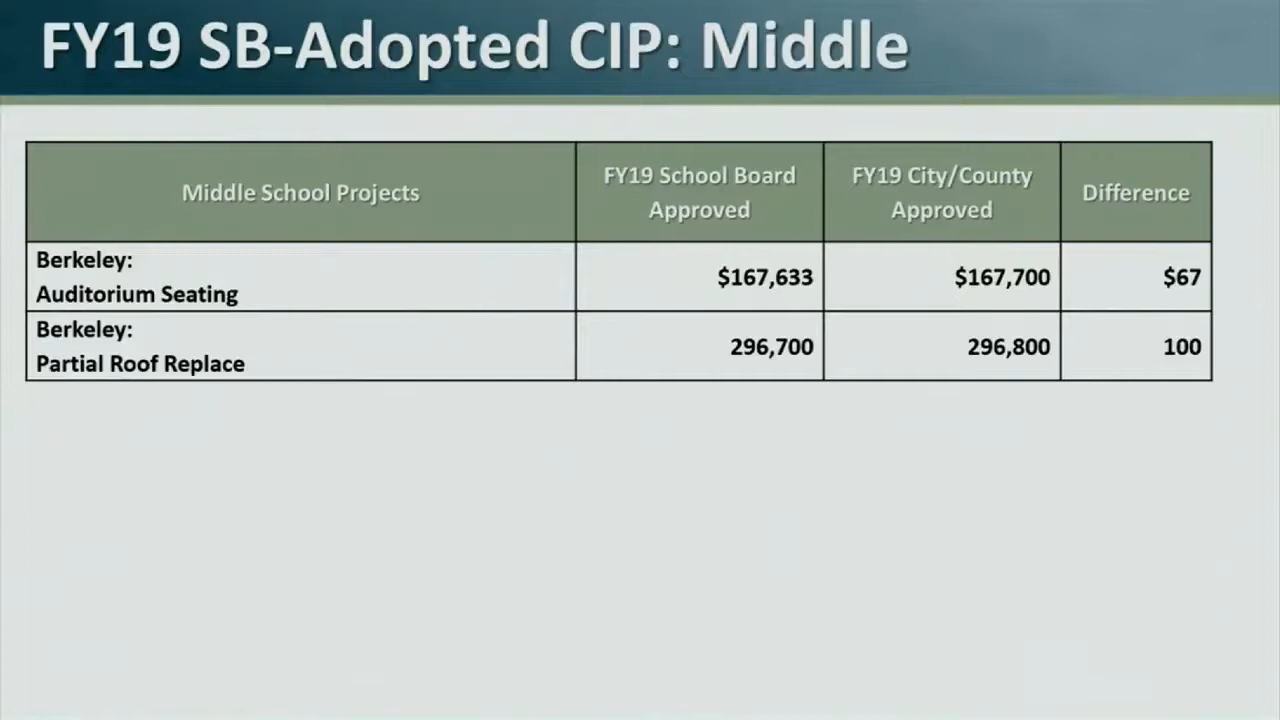 FY19 SB-Adopted CIP: Middle
Middle School Projects
FY19 School Board
Approved
FY19 City/County
Approved
Difference
Berkeley:
Auditorium Seating
$167,633
$167,700
$67
Berkeley:
Partial Roof Replace
296,700
296,800
100